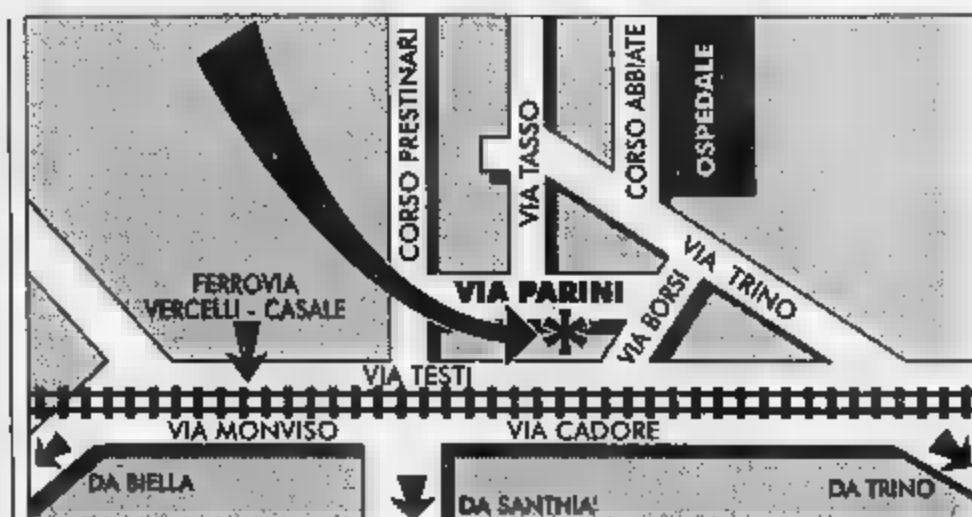 CORSO PRESTINARI
VIA TASSO
CORSO ABBIATE
OSPEDALE
VIA TRINO
FERROVIA
VERCELLI - CASALE
VIA PARINI
VIA BORSI
VIA TESTI
VIA MONVISO
VIA CADORE
DA BIELLA
DA SANTHIA'
DA TRINO